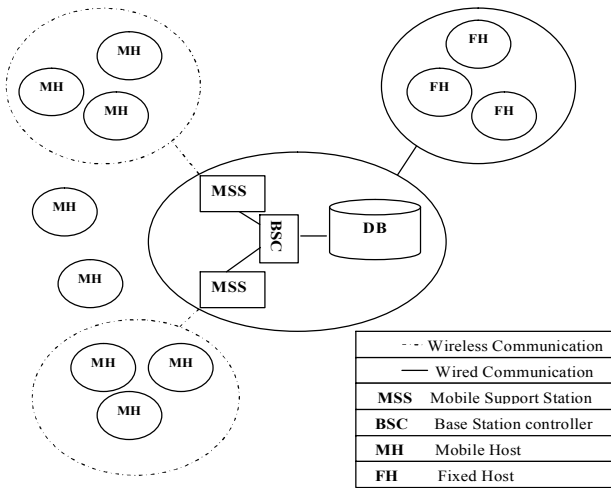 MH
MH
MH
FH
FH
FH
MH
MSS
BSC
DB
MH
MSS
MH
MH
MH
Wireless Communication
Wired Communication
MSS Mobile Support Station
BSC Base Station controller
MH Mobile Host
FH Fixed Host